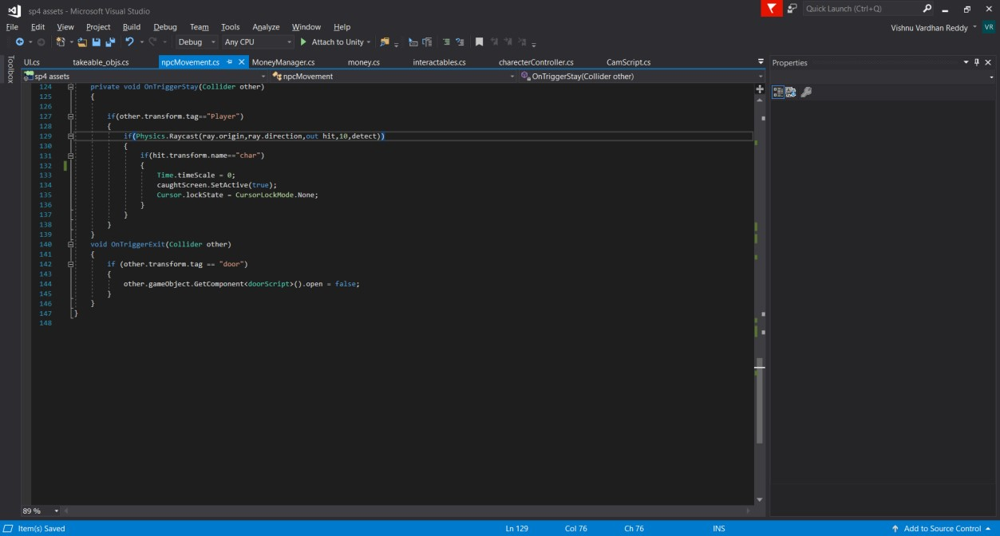 sp4 assets - Microsoft Visual Studio
Quick Launch (Ctrl+Q)
File Edit View Project Build Debug Team Tools Analyze Window Help
Vishnu Vardhan Reddy VR
Debug Any CPU Attach to Unity
Toolbox
UI.cs takeable_objs.cs npcMovement.cs MoneyManager.cs money.cs interactables.cs charecterController.cs CamScript.cs
Properties
sp4 assets npcMovement OnTriggerStay(Collider other)
124 private void OnTriggerStay(Collider other)
125 {
126
127 if(other.transform.tag=="Player")
128 {
129 if(Physics.Raycast(ray.origin,ray.direction,out hit,10,detect))
130 {
131 if(hit.transform.name=="char")
132 {
133 Time.timeScale = 0;
134 caughtScreen.SetActive(true);
135 Cursor.lockState = CursorLockMode.None;
136 }
137 }
138 }
139 }
140 void OnTriggerExit(Collider other)
141 {
142 if (other.transform.tag == "door")
143 {
144 other.gameObject.GetComponent<doorScript>().open = false;
145 }
146 }
147 }
148
89 %
Item(s) Saved Ln 129 Col 76 Ch 76 INS Add to Source Control